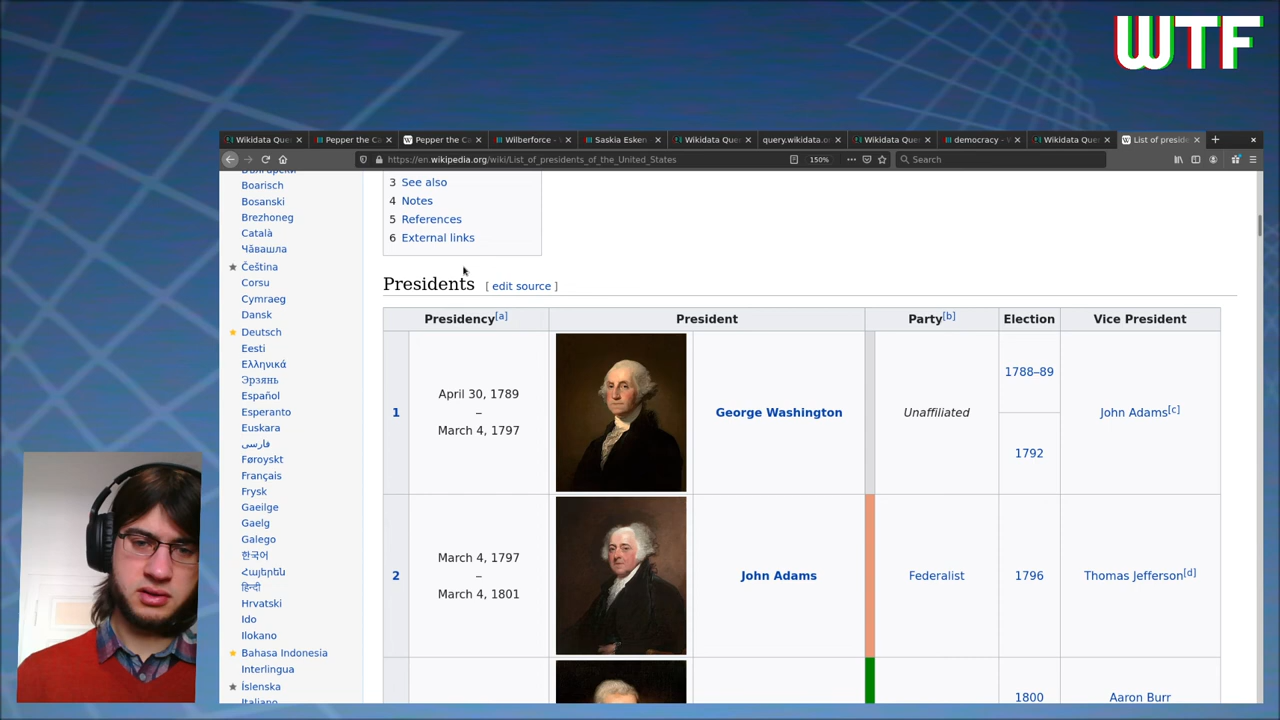 WTF
Wikidata Que
Pepper the Ca
Pepper the Ca
Wilberforce - V
Saskia Esken
Wikidata Que
query.wikidata.o
Wikidata Que
democracy - W
Wikidata Que
List of preside
https://en.wikipedia.org/wiki/List_of_presidents_of_the_United_States
150%
Search
Boarisch
Bosanski
Brezhoneg
Català
Чӑвашла
Čeština
Corsu
Cymraeg
Dansk
Deutsch
Eesti
Ελληνικά
Эрзянь
Español
Esperanto
Euskara
فارسی
Føroyskt
Français
Frysk
Gaeilge
Gaelg
Galego
한국어
Հայերեն
हिन्दी
Hrvatski
Ido
Ilokano
Bahasa Indonesia
Interlingua
Íslenska
Italiano
3 See also
4 Notes
5 References
6 External links
Presidents [ edit source ]
Presidency[a] President Party[b] Election Vice President
1 April 30, 1789 – March 4, 1797 George Washington Unaffiliated 1788–89 1792 John Adams[c]
2 March 4, 1797 – March 4, 1801 John Adams Federalist 1796 Thomas Jefferson[d]
1800 Aaron Burr